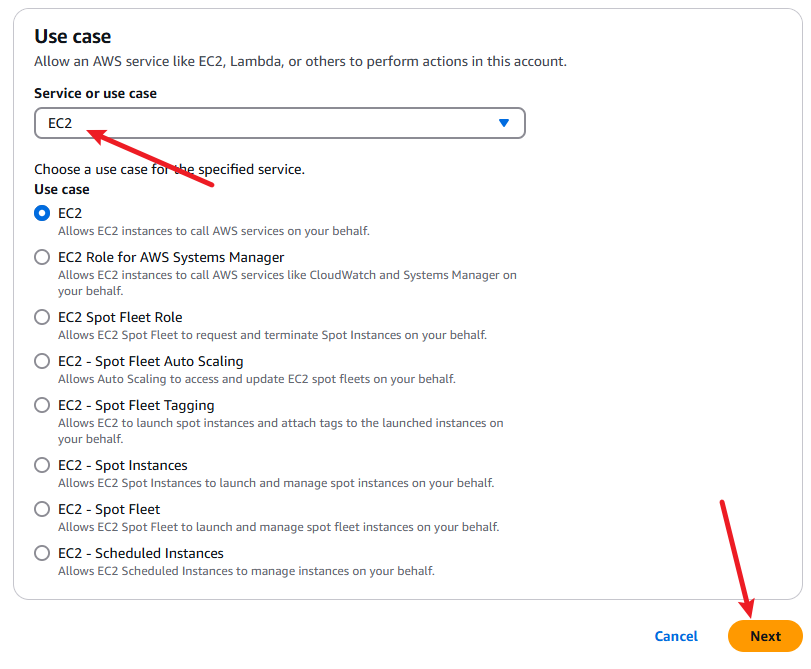 Use case
Allow an AWS service like EC2, Lambda, or others to perform actions in this account.
Service or use case
EC2
Choose a use case for the specified service.
Use case
EC2
Allows EC2 instances to call AWS services on your behalf.
EC2 Role for AWS Systems Manager
Allows EC2 instances to call AWS services like CloudWatch and Systems Manager on
your behalf.
EC2 Spot Fleet Role
Allows EC2 Spot Fleet to request and terminate Spot Instances on your behalf.
EC2 - Spot Fleet Auto Scaling
Allows Auto Scaling to access and update EC2 spot fleets on your behalf.
EC2 - Spot Fleet Tagging
Allows EC2 to launch spot instances and attach tags to the launched instances on
your behalf.
EC2 - Spot Instances
Allows EC2 Spot Instances to launch and manage spot instances on your behalf.
EC2 - Spot Fleet
Allows EC2 Spot Fleet to launch and manage spot fleet instances on your behalf.
EC2 - Scheduled Instances
Allows EC2 Scheduled Instances to manage instances on your behalf.
Cancel
Next